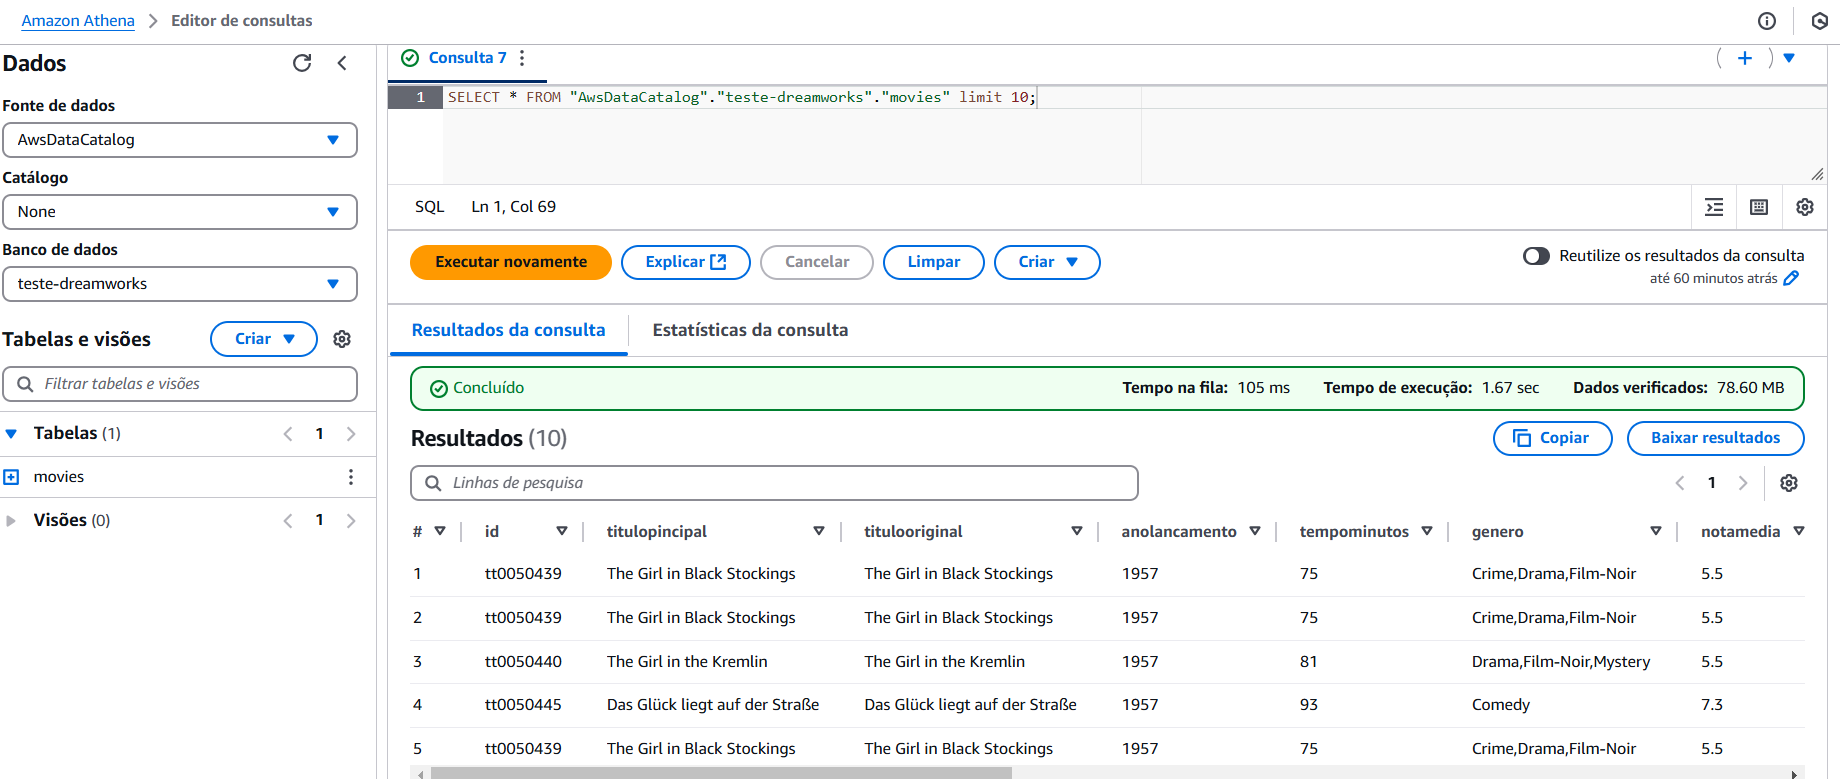 Amazon Athena > Editor de consultas
Dados
Fonte de dados
AwsDataCatalog
Catálogo
None
Banco de dados
teste-dreamworks
Tabelas e visões
Criar
Filtrar tabelas e visões
Tabelas (1) < 1 >
movies
Visões (0) < 1 >
Consulta 7
1 SELECT * FROM "AwsDataCatalog"."teste-dreamworks"."movies" limit 10;
SQL Ln 1, Col 69
Executar novamente Explicar Cancelar Limpar Criar
Reutilize os resultados da consulta
até 60 minutos atrás
Resultados da consulta Estatísticas da consulta
Concluído Tempo na fila: 105 ms Tempo de execução: 1.67 sec Dados verificados: 78.60 MB
Resultados (10) Copiar Baixar resultados
Linhas de pesquisa < 1 >
# id titulopincipal titulooriginal anolancamento tempominutos genero notamedia
1 tt0050439 The Girl in Black Stockings The Girl in Black Stockings 1957 75 Crime,Drama,Film-Noir 5.5
2 tt0050439 The Girl in Black Stockings The Girl in Black Stockings 1957 75 Crime,Drama,Film-Noir 5.5
3 tt0050440 The Girl in the Kremlin The Girl in the Kremlin 1957 81 Drama,Film-Noir,Mystery 5.5
4 tt0050445 Das Glück liegt auf der Straße Das Glück liegt auf der Straße 1957 93 Comedy 7.3
5 tt0050439 The Girl in Black Stockings The Girl in Black Stockings 1957 75 Crime,Drama,Film-Noir 5.5